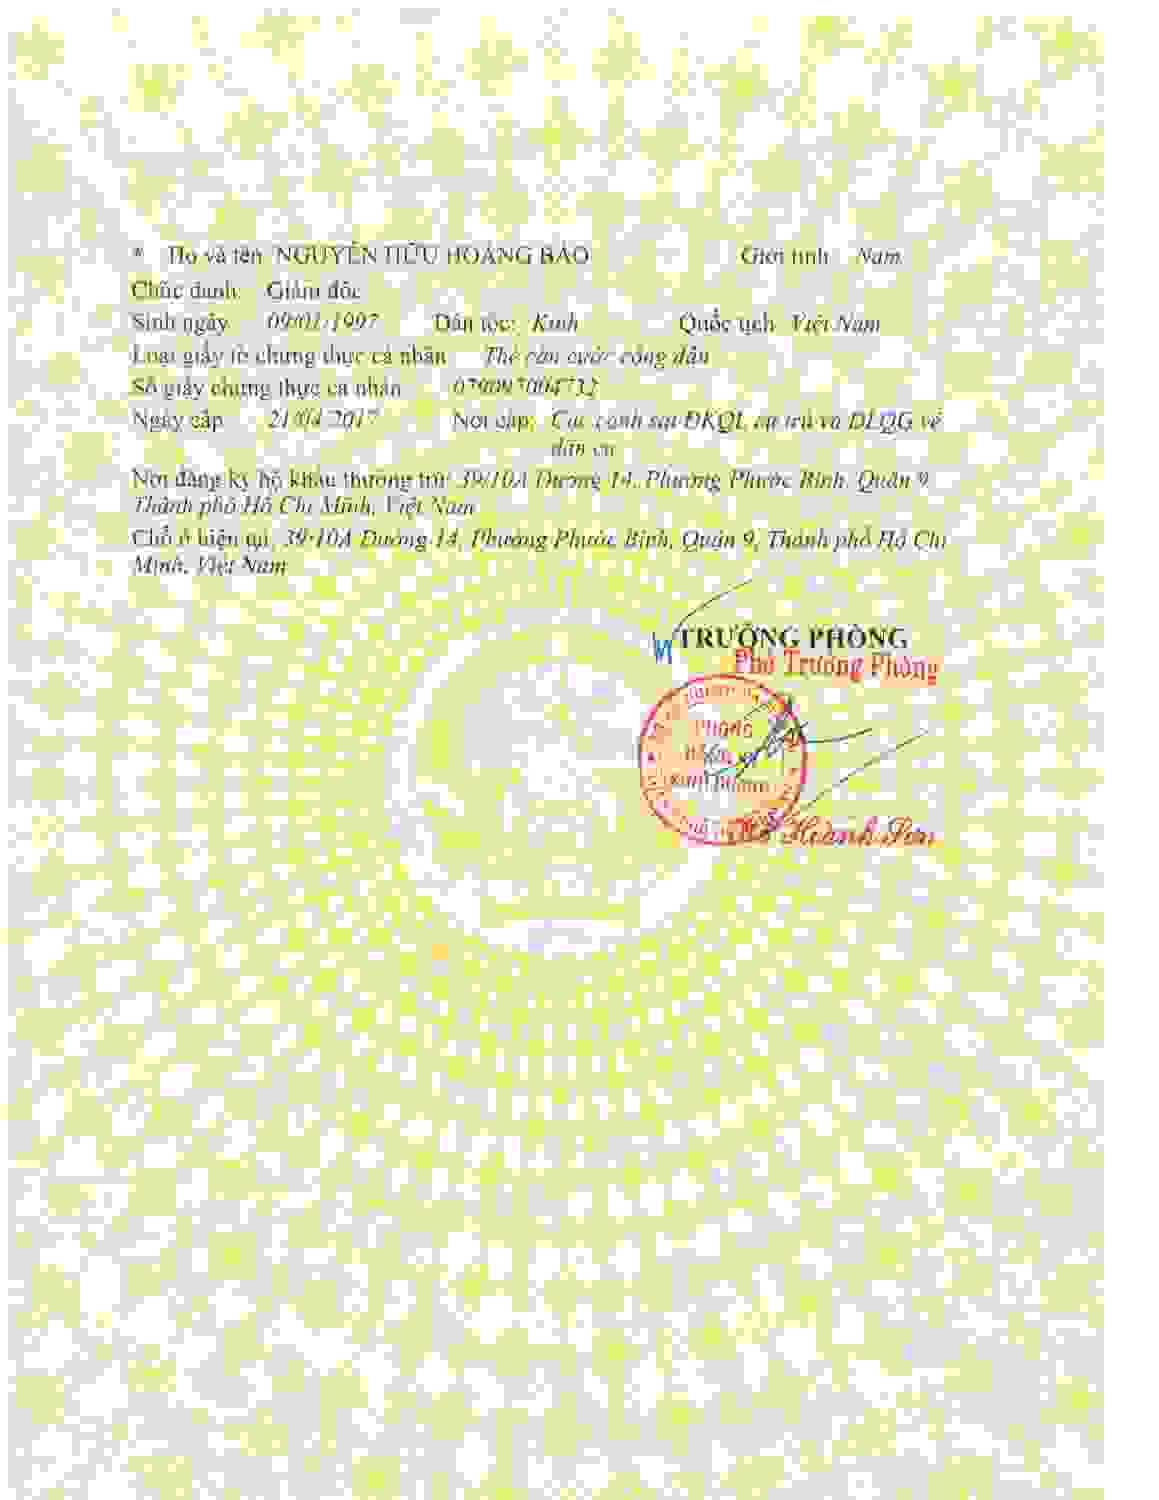 * Họ và tên: NGUYỄN HỮU HOÀNG BẢO Giới tính: Nam
Chức danh: Giám đốc
Sinh ngày: 09/01/1997 Dân tộc: Kinh Quốc tịch: Việt Nam
Loại giấy tờ chứng thực cá nhân: Thẻ căn cước công dân
Số giấy chứng thực cá nhân:
Ngày cấp: 21/04/2017 Nơi cấp: Cục cảnh sát ĐKQL cư trú và DLQG về
dân cư
Nơi đăng ký hộ khẩu thường trú: 39/10A Đường 14, Phường Phước Bình, Quận 9,
Thành phố Hồ Chí Minh, Việt Nam
Chỗ ở hiện tại: 39/10A Đường 14, Phường Phước Bình, Quận 9, Thành phố Hồ Chí
Minh, Việt Nam
TRƯỞNG PHÒNG
Phó Trưởng Phòng
PHÒNG
ĐĂNG KÝ
KINH DOANH